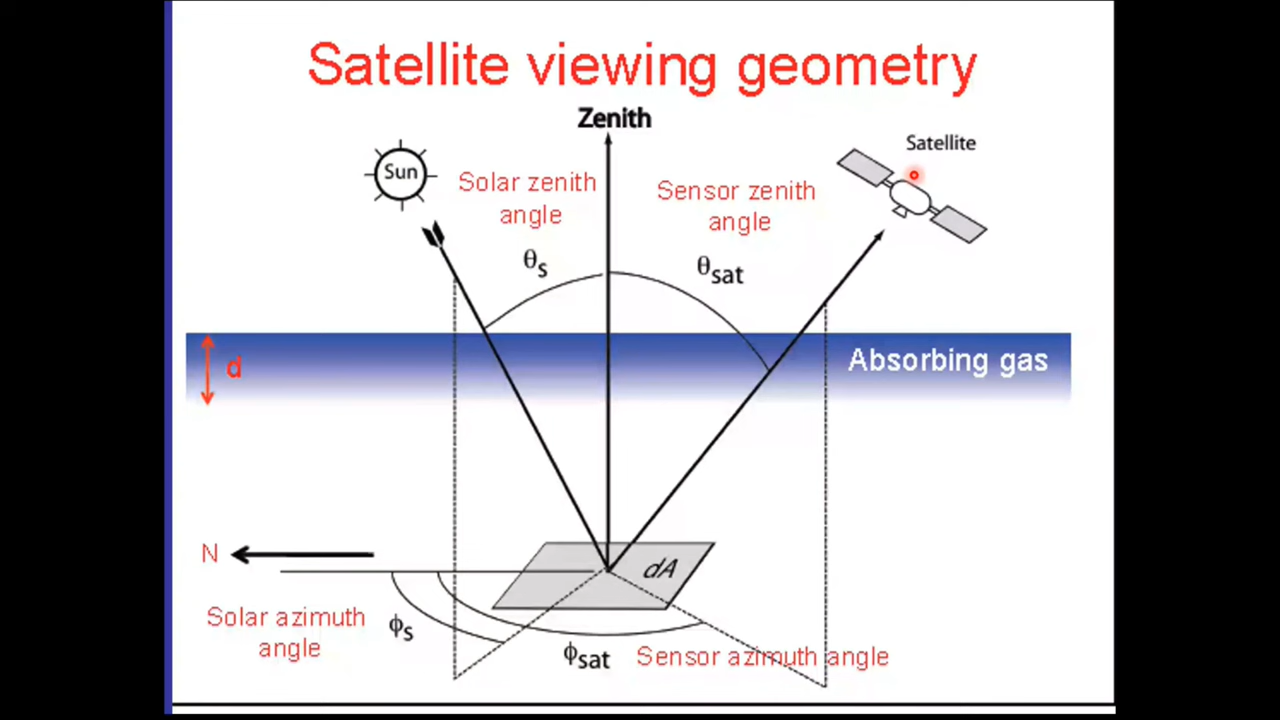 Satellite viewing geometry
Zenith
Satellite
Sun
Solar zenith
angle
Sensor zenith
angle
θs
θsat
d
Absorbing gas
N
dA
Solar azimuth
angle
ϕs
ϕsat
Sensor azimuth angle